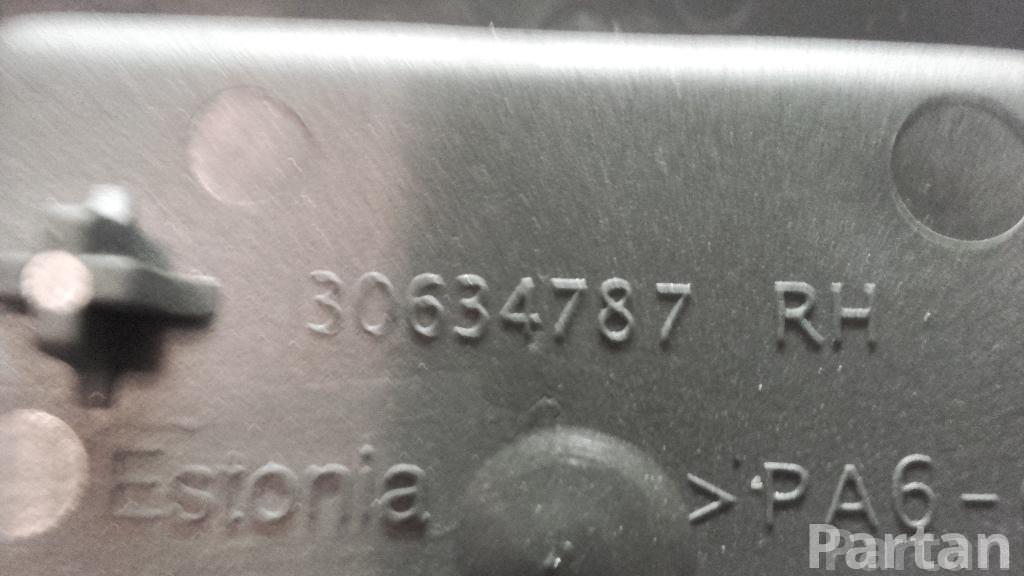 30634787 RH
Estonia >PA6-
Partan